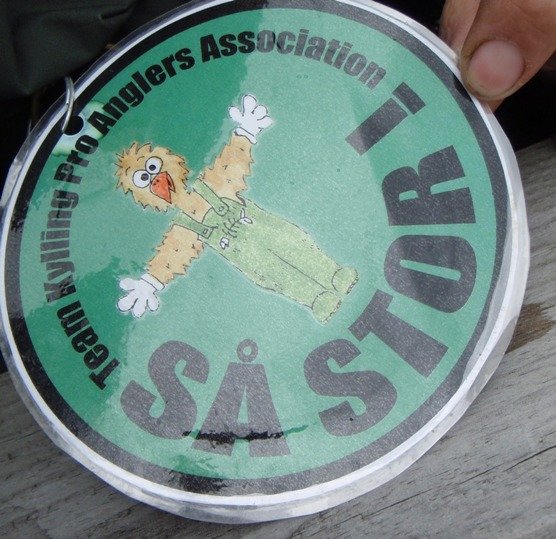 Team Kylling Pro Anglers Association
SÅ STOR !